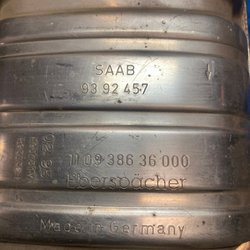 SAAB
93 92 457
11 09 386 36 000
Eberspächer
Made in Germany